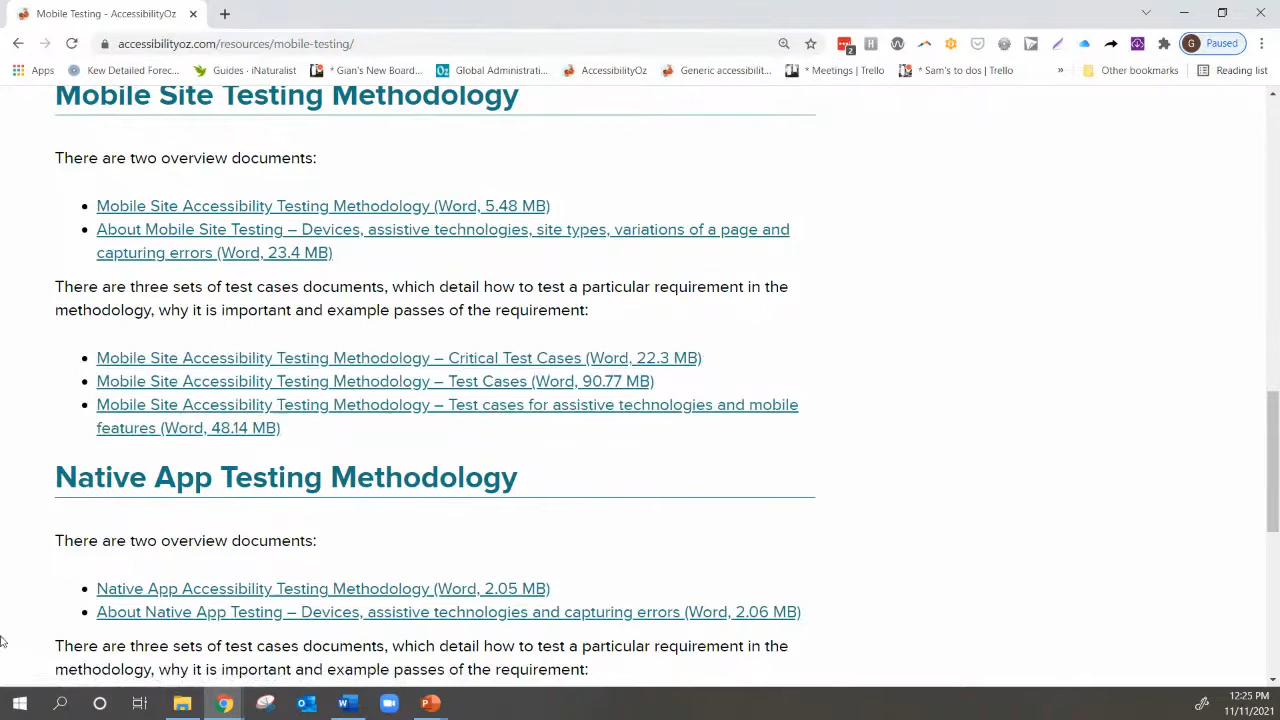 Mobile Testing - AccessibilityOz
accessibilityoz.com/resources/mobile-testing/
2
G
Paused
Apps
Kew Detailed Forec...
Guides · iNaturalist
* Gian's New Board...
Oz
Global Administrati...
AccessibilityOz
Generic accessibilit...
* Meetings | Trello
* Sam's to dos | Trello
»
Other bookmarks
Reading list
Mobile Site Testing Methodology
There are two overview documents:
• Mobile Site Accessibility Testing Methodology (Word, 5.48 MB)
• About Mobile Site Testing – Devices, assistive technologies, site types, variations of a page and
capturing errors (Word, 23.4 MB)
There are three sets of test cases documents, which detail how to test a particular requirement in the
methodology, why it is important and example passes of the requirement:
• Mobile Site Accessibility Testing Methodology – Critical Test Cases (Word, 22.3 MB)
• Mobile Site Accessibility Testing Methodology – Test Cases (Word, 90.77 MB)
• Mobile Site Accessibility Testing Methodology – Test cases for assistive technologies and mobile
features (Word, 48.14 MB)
Native App Testing Methodology
There are two overview documents:
• Native App Accessibility Testing Methodology (Word, 2.05 MB)
• About Native App Testing – Devices, assistive technologies and capturing errors (Word, 2.06 MB)
There are three sets of test cases documents, which detail how to test a particular requirement in the
methodology, why it is important and example passes of the requirement:
12:25 PM
11/11/2021